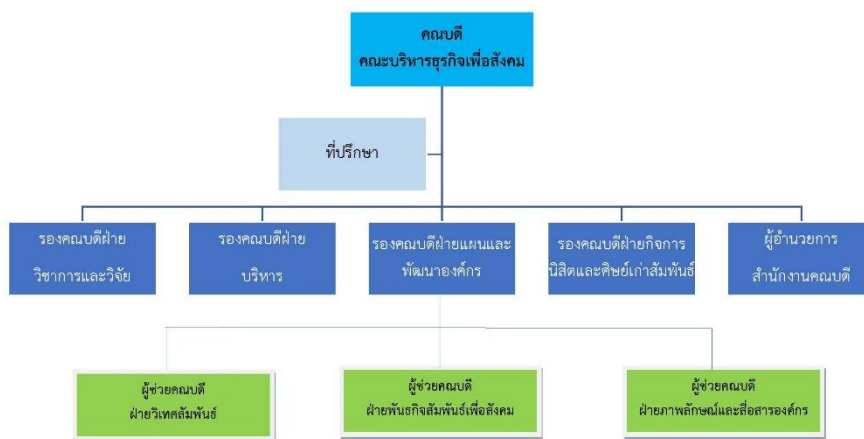 คณบดี
คณะบริหารธุรกิจเพื่อสังคม
ที่ปรึกษา
รองคณบดีฝ่าย
วิชาการและวิจัย
รองคณบดีฝ่าย
บริหาร
รองคณบดีฝ่ายแผนและ
พัฒนาองค์กร
รองคณบดีฝ่ายกิจการ
นิสิตและศิษย์เก่าสัมพันธ์
ผู้อำนวยการ
สำนักงานคณบดี
ผู้ช่วยคณบดี
ฝ่ายวิเทศสัมพันธ์
ผู้ช่วยคณบดี
ฝ่ายพันธกิจสัมพันธ์เพื่อสังคม
ผู้ช่วยคณบดี
ฝ่ายภาพลักษณ์และสื่อสารองค์กร